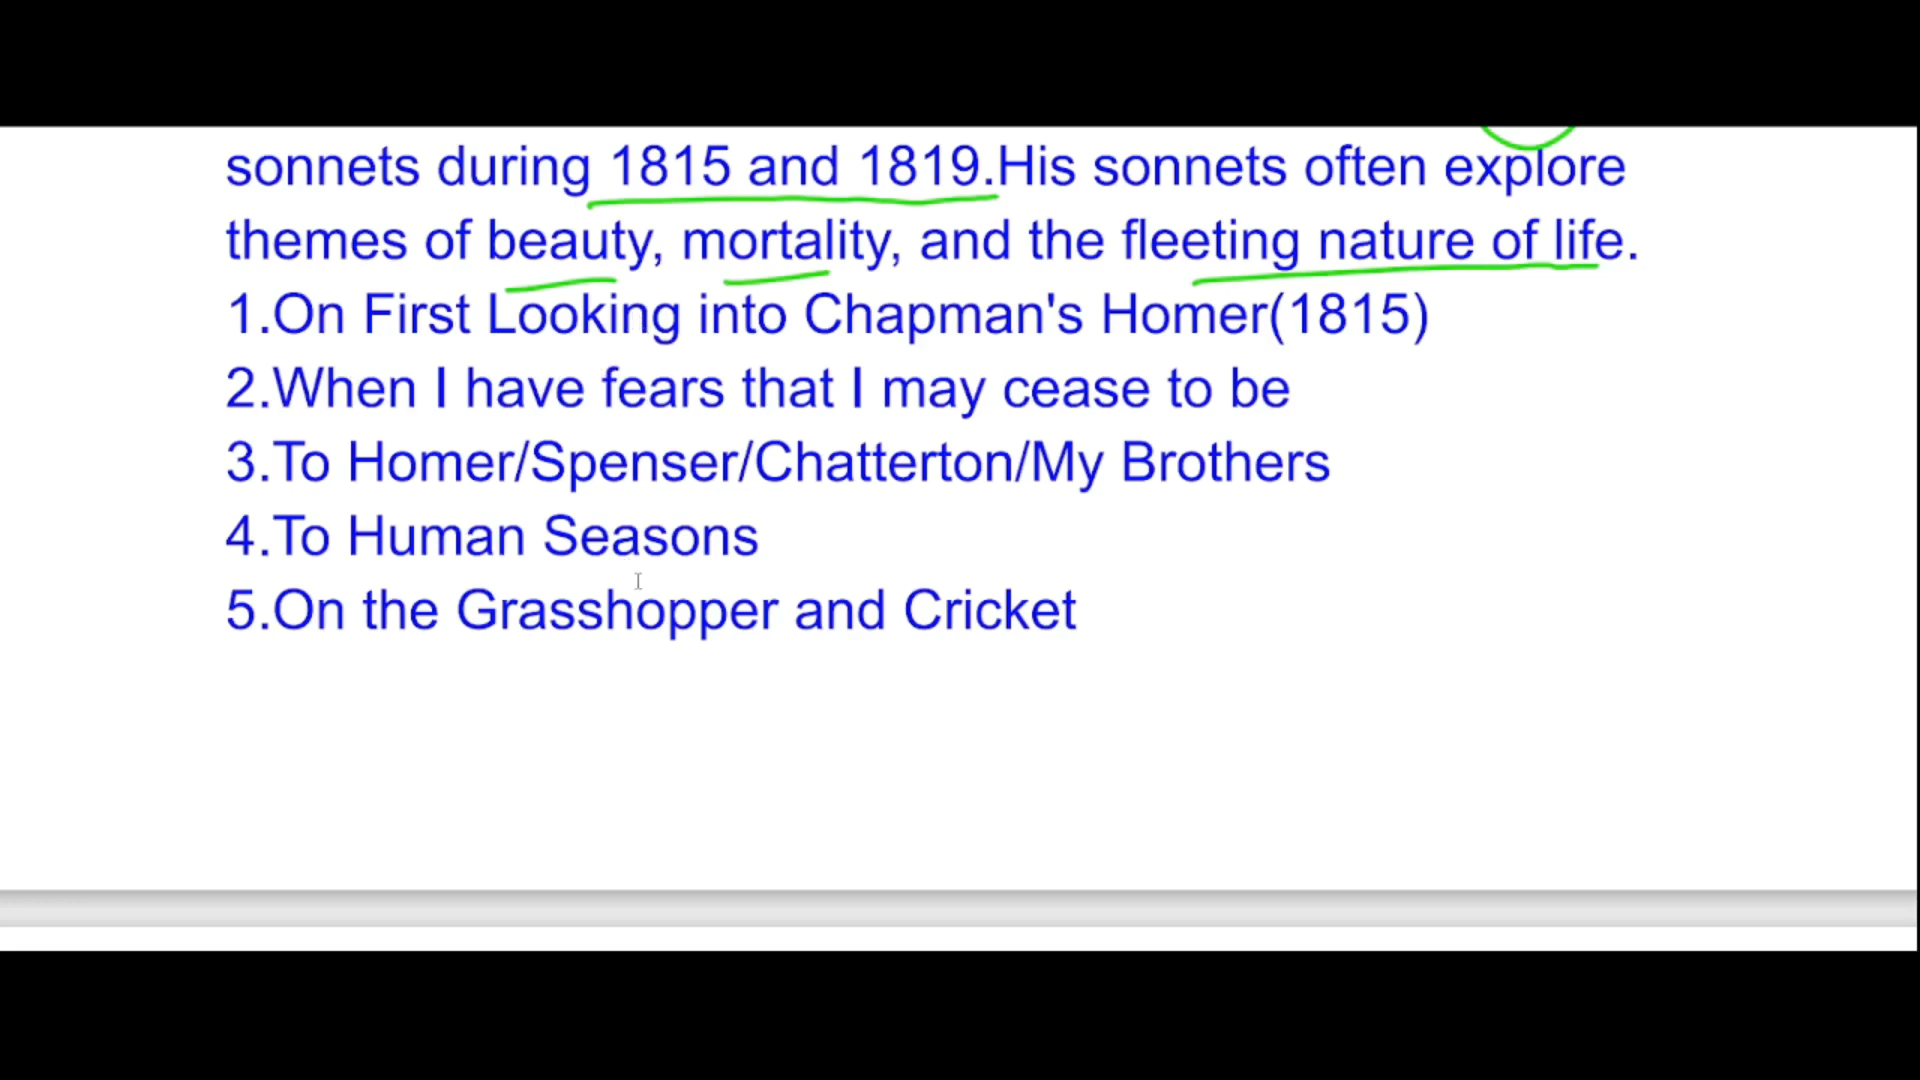 sonnets during 1815 and 1819.His sonnets often explore
themes of beauty, mortality, and the fleeting nature of life.
1.On First Looking into Chapman's Homer(1815)
2.When I have fears that I may cease to be
3.To Homer/Spenser/Chatterton/My Brothers
4.To Human Seasons
5.On the Grasshopper and Cricket